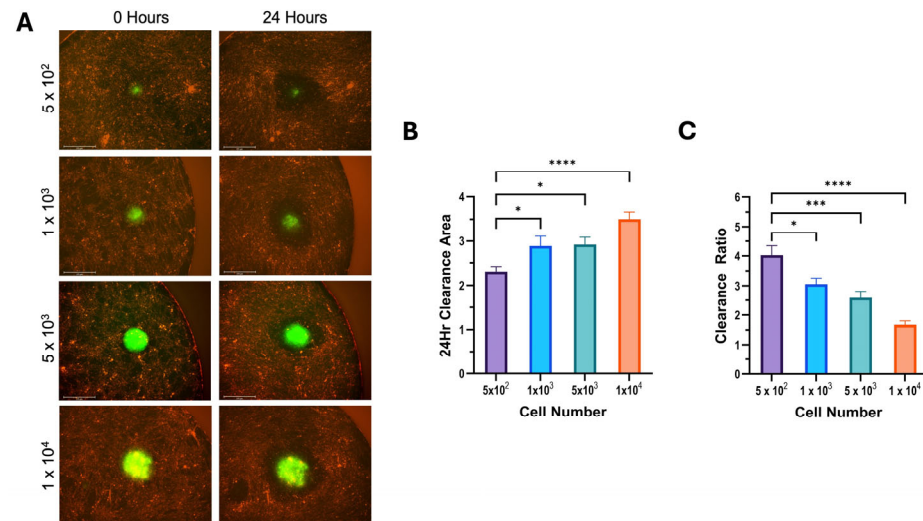 A
0 Hours
24 Hours
5 x 10²
1 x 10³
5 x 10³
1 x 10⁴
B
****
*
*
24Hr Clearance Area
4
3
2
1
0
5x10²
1x10³
5x10³
1x10⁴
Cell Number
C
****
***
*
Clearance Ratio
6
5
4
3
2
1
0
5 x 10²
1 x 10³
5 x 10³
1 x 10⁴
Cell Number